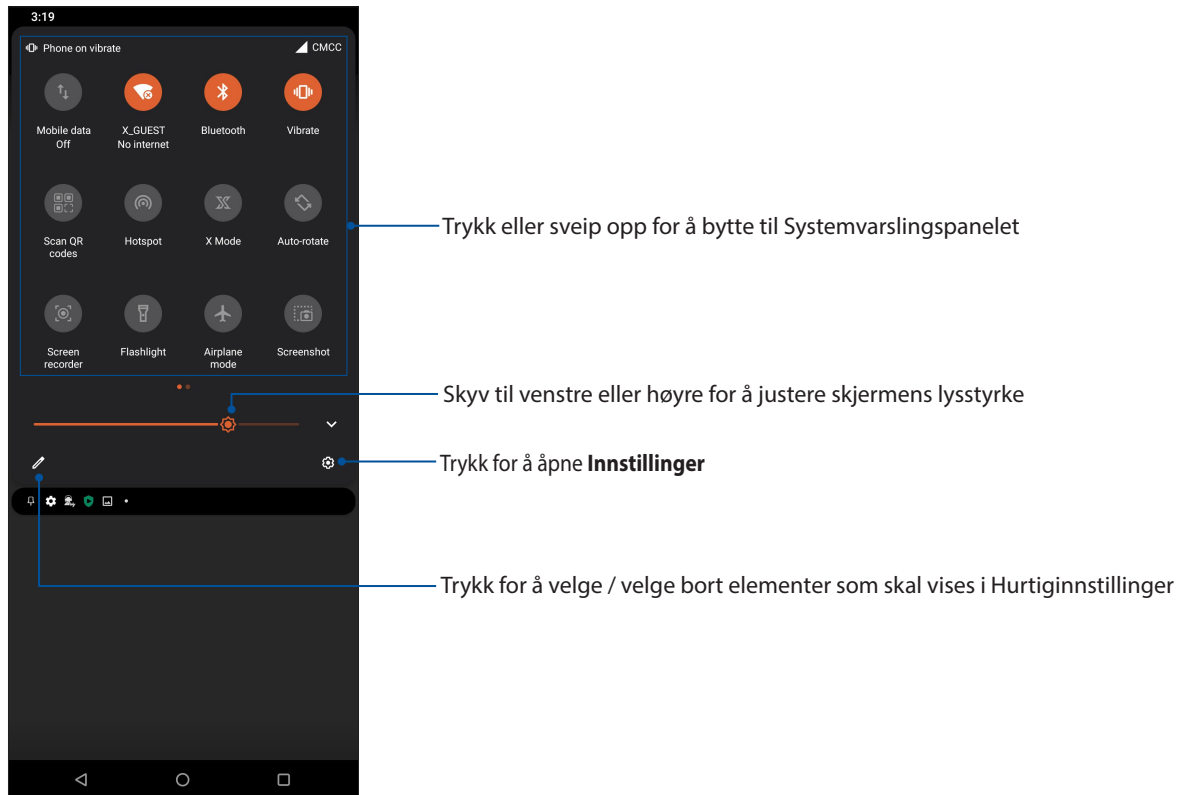 3:19
Phone on vibrate
CMCC
Mobile data
Off
X_GUEST
No internet
Bluetooth
Vibrate
Scan QR
codes
Hotspot
X Mode
Auto-rotate
Trykk eller sveip opp for å bytte til Systemvarslingspanelet
Screen
recorder
Flashlight
Airplane
mode
Screenshot
Skyv til venstre eller høyre for å justere skjermens lysstyrke
Trykk for å åpne Innstillinger
Trykk for å velge / velge bort elementer som skal vises i Hurtiginnstillinger